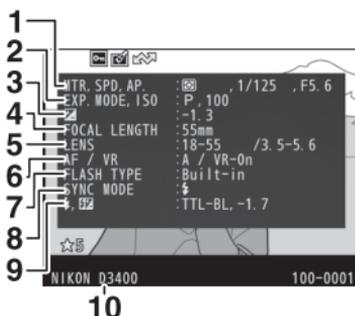 1
2
3
4
5
6
7
8
9
10
MTR, SPD, AP. : , 1/125 , F5.6
EXP. MODE, ISO : P, 100
: -1.3
FOCAL LENGTH : 55mm
LENS : 18-55 /3.5-5.6
AF / VR : A / VR-On
FLASH TYPE : Built-in
SYNC MODE :
, : TTL-BL, -1.7
5
NIKON D3400 100-0001